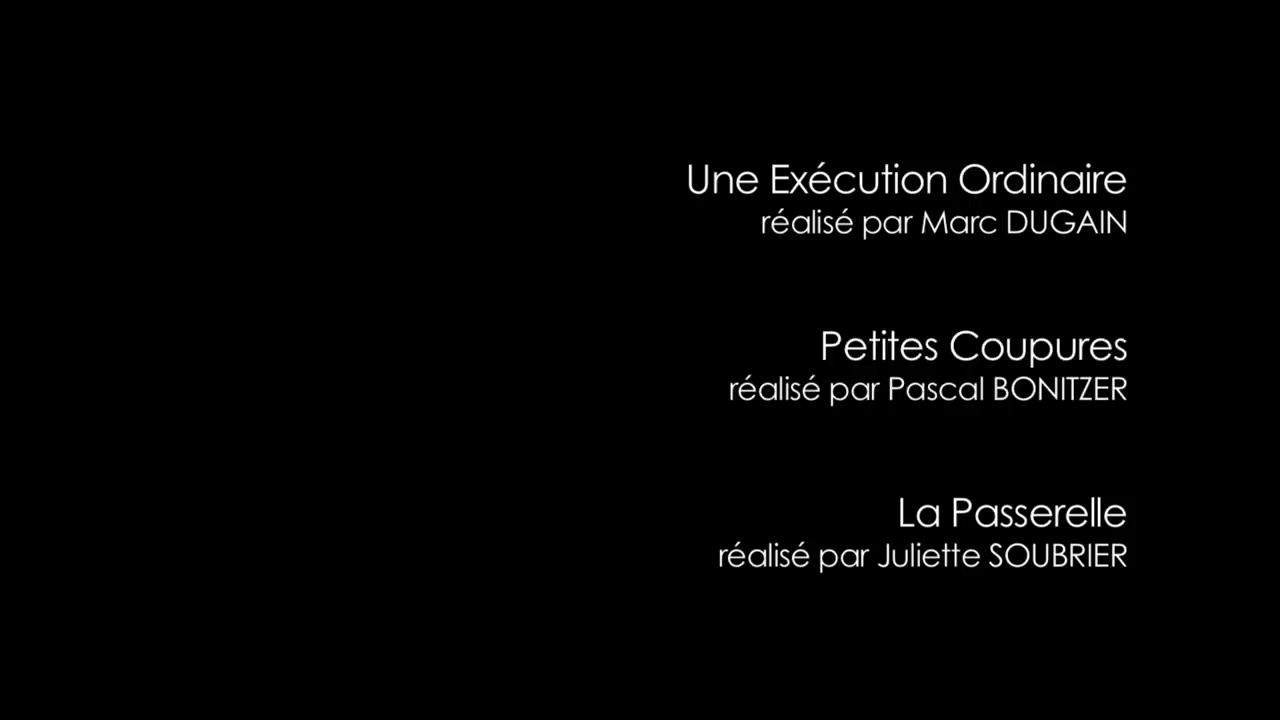 Une Exécution Ordinaire
réalisé par Marc DUGAIN
Petites Coupures
réalisé par Pascal BONITZER
La Passerelle
réalisé par Juliette SOUBRIER